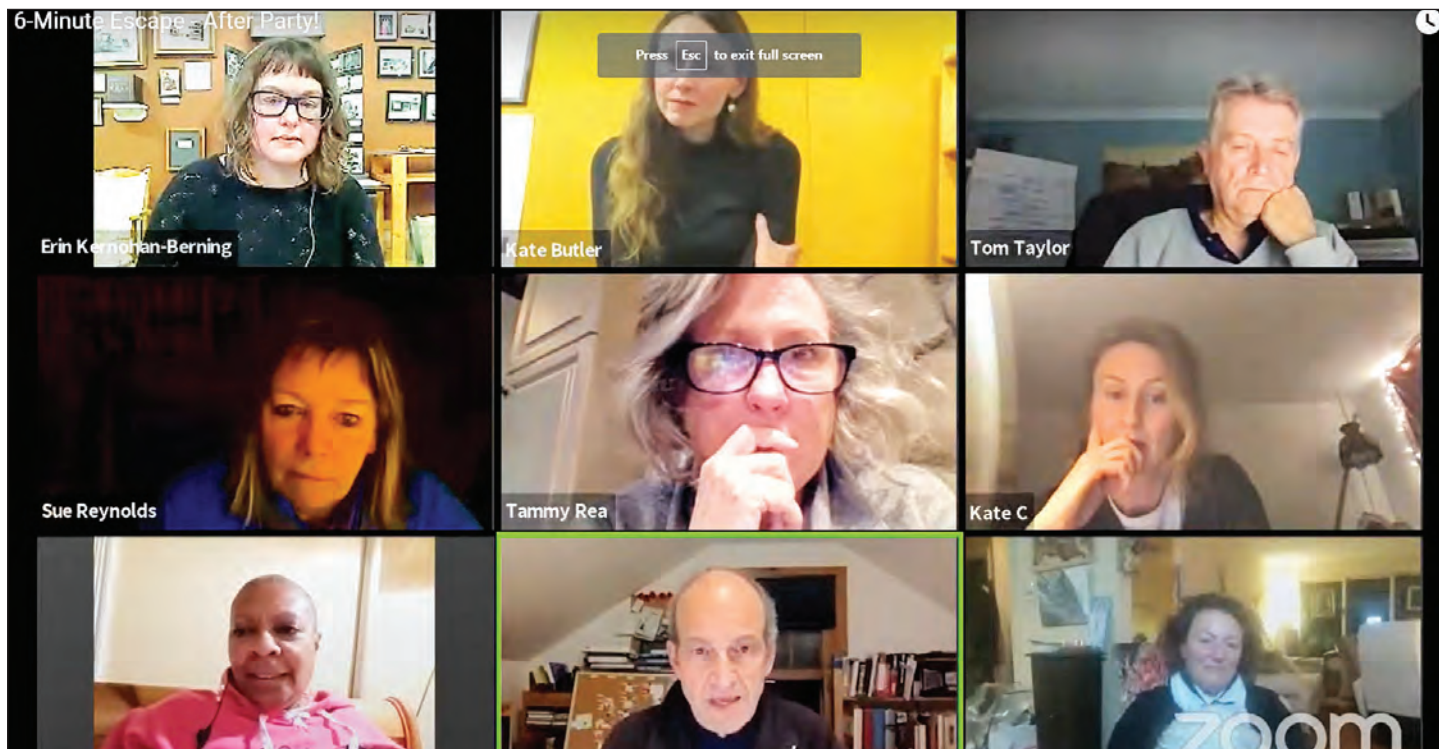 6-Minute Escape - After Party!
Press Esc to exit full screen
Erin Kernohan-Berning
Kate Butler
Tom Taylor
Sue Reynolds
Tammy Rea
Kate C
zoom